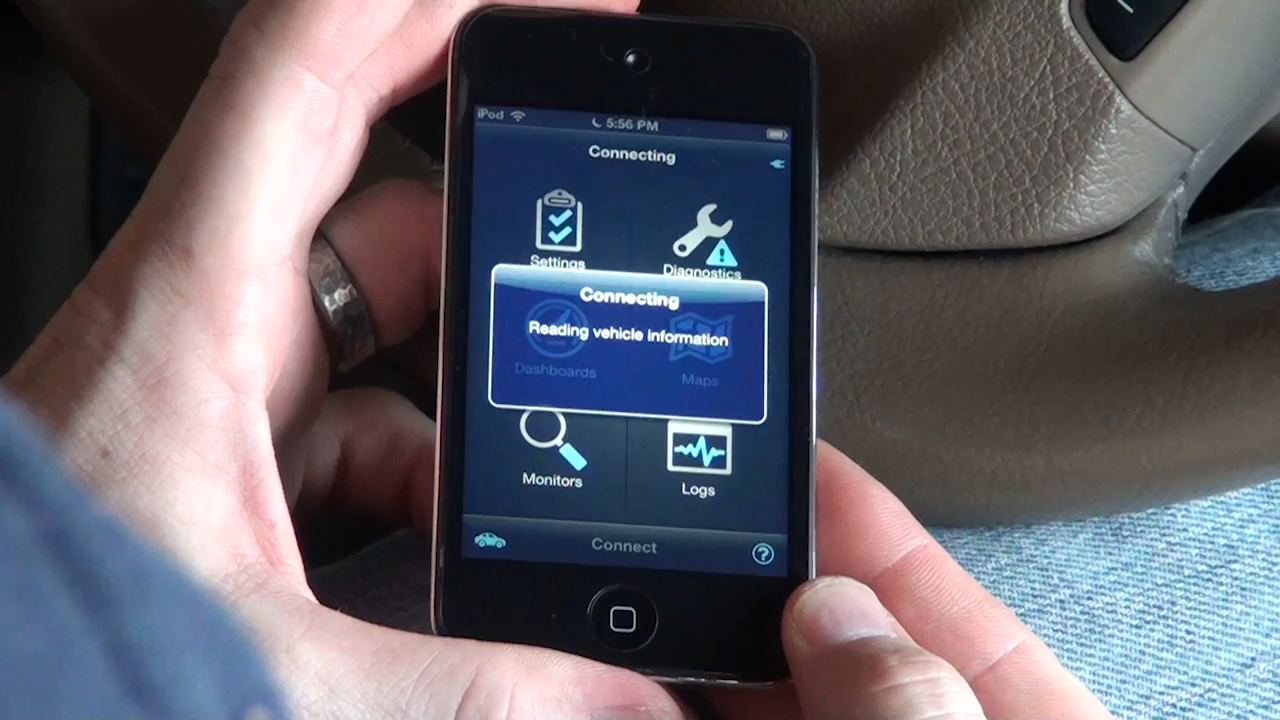 iPod 5:56 PM
Connecting
Settings Diagnostics
Connecting
Reading vehicle information
Dashboards Maps
Monitors Logs
Connect ?